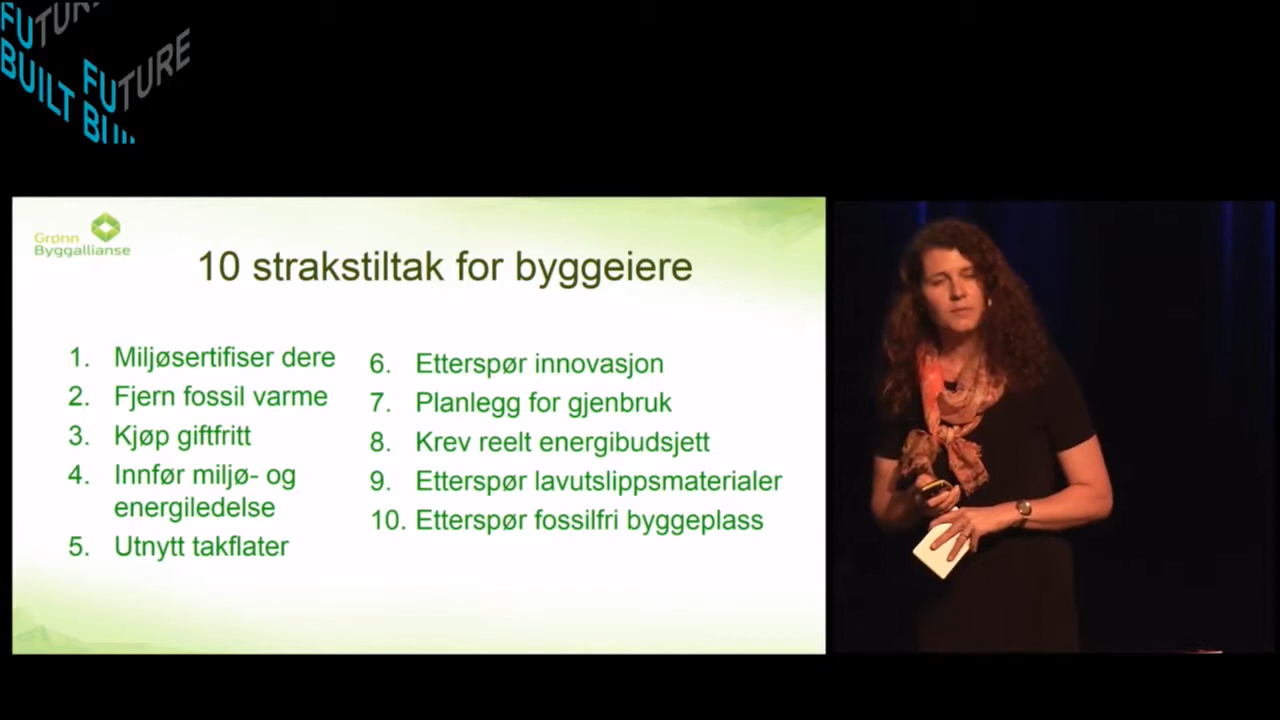 FUTURE
BUILT
FUTURE
BUI
Grønn
Byggallianse
10 strakstiltak for byggeiere
1. Miljøsertifiser dere
2. Fjern fossil varme
3. Kjøp giftfritt
4. Innfør miljø- og
energiledelse
5. Utnytt takflater
6. Etterspør innovasjon
7. Planlegg for gjenbruk
8. Krev reelt energibudsjett
9. Etterspør lavutslippsmaterialer
10. Etterspør fossilfri byggeplass